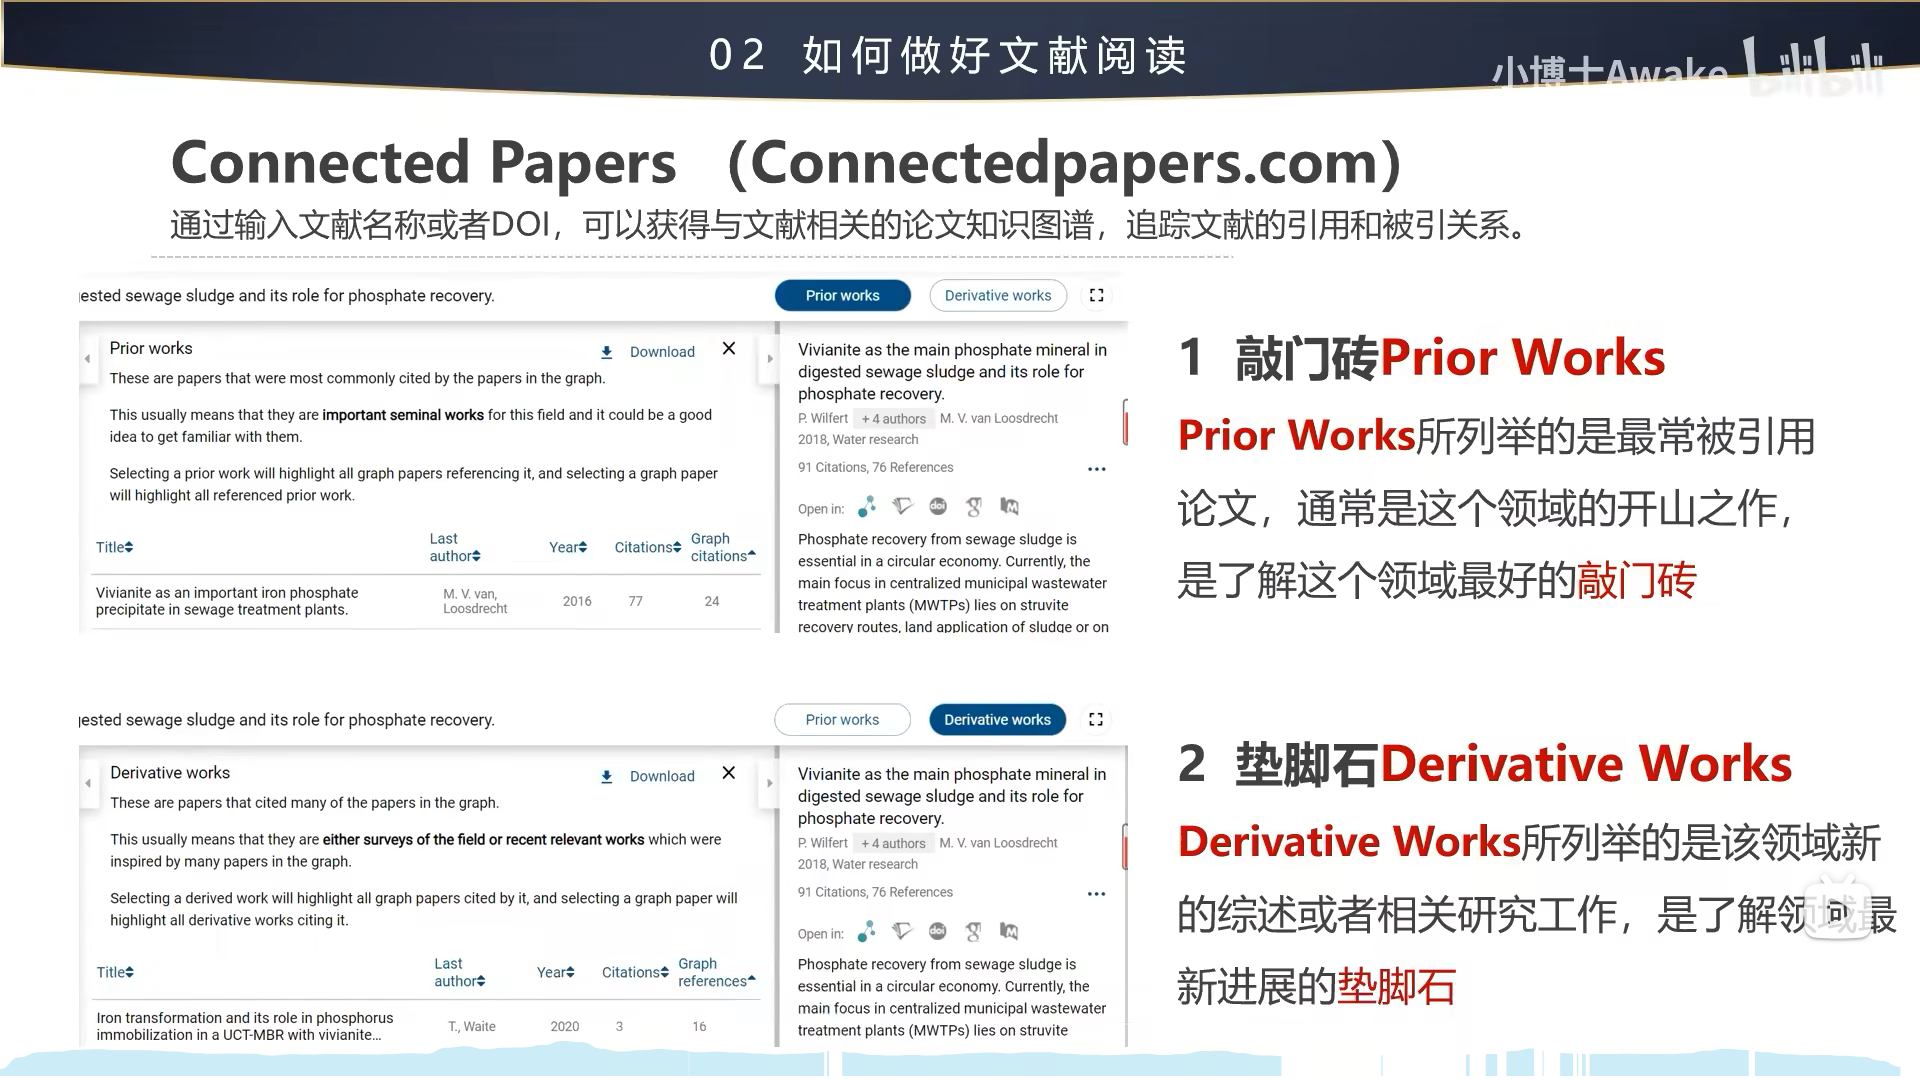 02 如何做好文献阅读
小博士Awake bilibili
Connected Papers （Connectedpapers.com）
通过输入文献名称或者DOI，可以获得与文献相关的论文知识图谱，追踪文献的引用和被引关系。
gested sewage sludge and its role for phosphate recovery.
Prior works
Derivative works
Prior works
Download
These are papers that were most commonly cited by the papers in the graph.
This usually means that they are important seminal works for this field and it could be a good
idea to get familiar with them.
Selecting a prior work will highlight all graph papers referencing it, and selecting a graph paper
will highlight all referenced prior work.
Title
Last
author
Year
Citations
Graph
citations
Vivianite as an important iron phosphate
precipitate in sewage treatment plants.
M. V. van,
Loosdrecht
2016
77
24
Vivianite as the main phosphate mineral in
digested sewage sludge and its role for
phosphate recovery.
P. Wilfert + 4 authors M. V. van Loosdrecht
2018, Water research
91 Citations, 76 References
Open in:
doi
Phosphate recovery from sewage sludge is
essential in a circular economy. Currently, the
main focus in centralized municipal wastewater
treatment plants (MWTPs) lies on struvite
recovery routes, land application of sludge or on
1 敲门砖Prior Works
Prior Works所列举的是最常被引用
论文，通常是这个领域的开山之作，
是了解这个领域最好的敲门砖
gested sewage sludge and its role for phosphate recovery.
Prior works
Derivative works
Derivative works
Download
These are papers that cited many of the papers in the graph.
This usually means that they are either surveys of the field or recent relevant works which were
inspired by many papers in the graph.
Selecting a derived work will highlight all graph papers cited by it, and selecting a graph paper will
highlight all derivative works citing it.
Title
Last
author
Year
Citations
Graph
references
Iron transformation and its role in phosphorus
immobilization in a UCT-MBR with vivianite...
T., Waite
2020
3
16
Vivianite as the main phosphate mineral in
digested sewage sludge and its role for
phosphate recovery.
P. Wilfert + 4 authors M. V. van Loosdrecht
2018, Water research
91 Citations, 76 References
Open in:
doi
Phosphate recovery from sewage sludge is
essential in a circular economy. Currently, the
main focus in centralized municipal wastewater
treatment plants (MWTPs) lies on struvite
2 垫脚石Derivative Works
Derivative Works所列举的是该领域新
的综述或者相关研究工作，是了解领域最
新进展的垫脚石